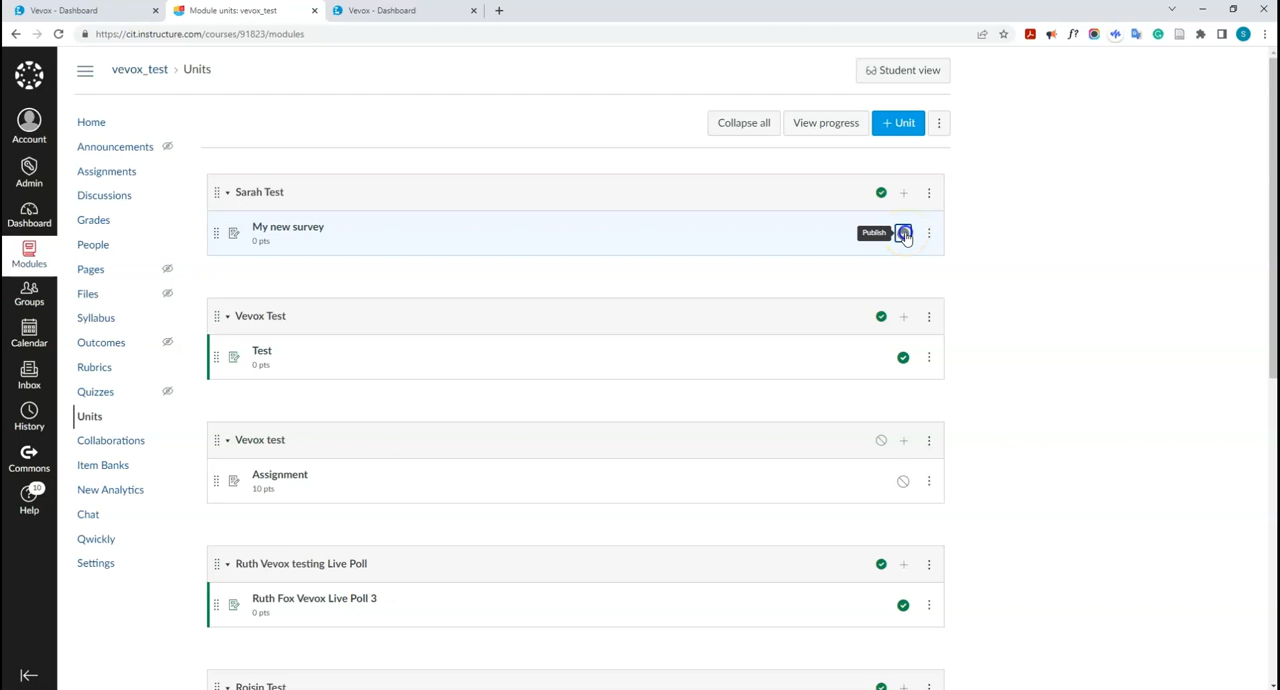 Vevox - Dashboard
Module units: vevox_test
Vevox - Dashboard
https://cit.instructure.com/courses/91823/modules
f?
S
vevox_test > Units
Student view
Account
Admin
Dashboard
Modules
Groups
Calendar
Inbox
History
Commons
10
Help
Home
Announcements
Assignments
Discussions
Grades
People
Pages
Files
Syllabus
Outcomes
Rubrics
Quizzes
Units
Collaborations
Item Banks
New Analytics
Chat
Qwickly
Settings
Collapse all
View progress
+ Unit
Sarah Test
My new survey
0 pts
Publish
Vevox Test
Test
0 pts
Vevox test
Assignment
10 pts
Ruth Vevox testing Live Poll
Ruth Fox Vevox Live Poll 3
0 pts
Roisin Test